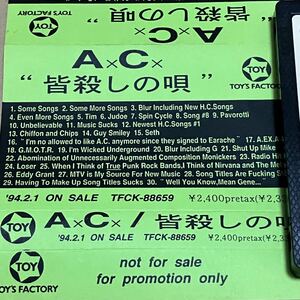 " 皆殺しの唄
TOY'S FACTORY
TOY
A×C×
" 皆殺しの唄
TOY'S FACTORY
1. Some Songs 2. Some More Songs 3. Blur Including New H.C.Songs
4. Even More Songs 5. Tim 6. Judge 7. Spin Cycle 8. Song #8 9. Pavorotti
10. Unbelievable 11. Music Sucks 12. Newest H.C.Songs #1
13. Chiffon and Chips 14. Guy Smiley 15. Seth
16. "I'm no allowed to like A.C. anymore since they signed to Earache 17. A.EX.A
18. G.M.O.T.R 19. I'm Wicked Underground 20. Blur Including G 21. Shut Up Mike
22. Abomination of Unnecessarily Augmented Composition Monickers 23. Radio H
24. Loser 25. When I Think of True Punk Rock Bands,I Think of Nirvana and The Me
26. Eddy Grant 27. MTV is My Source For New Music 28. Song Titles Are Fucking S
29. Having To Make Up Song Titles Sucks 30. " Well You Know,Mean Gene...
'94.2.1 ON SALE TFCK-88659 ¥2,400pretax(¥2,3
TOY
A×C× / 皆殺しの唄
'94.2.1 ON SALE TFCK-88659 ¥2,400pretax(¥2,3
TOY
TOY'S FACTORY
not for sale
for promotion only